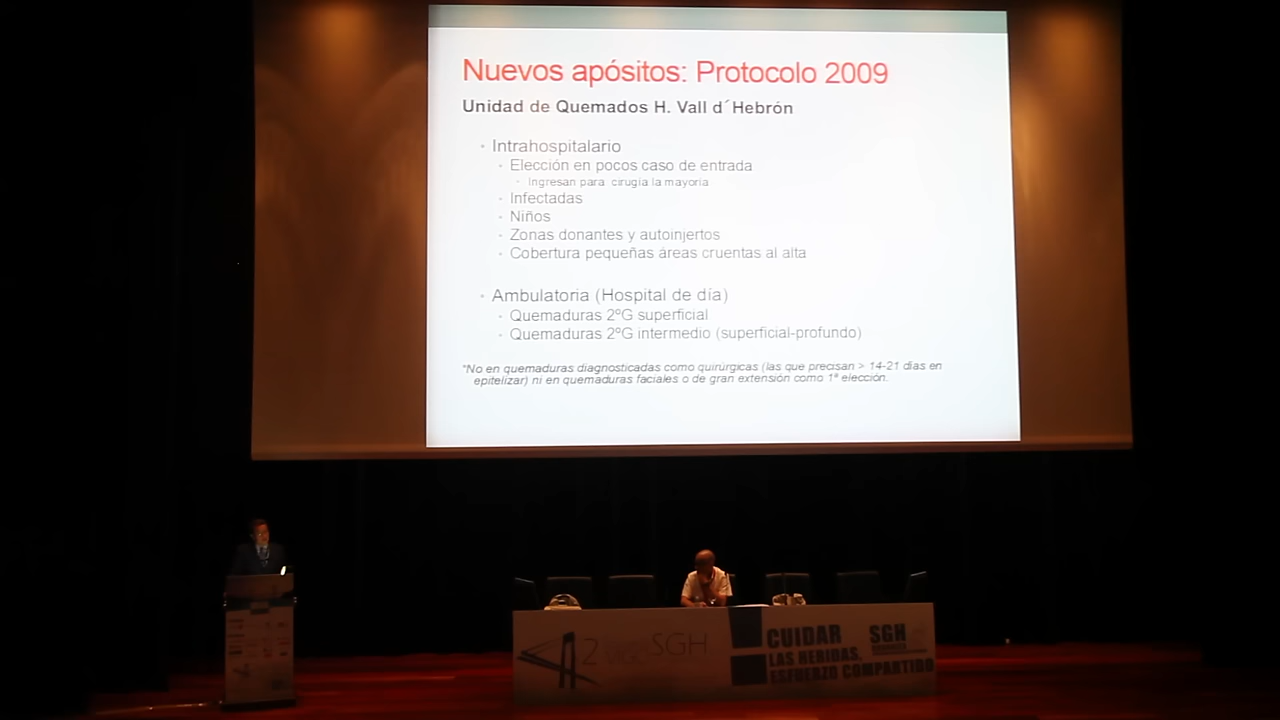 Nuevos apósitos: Protocolo 2009
Unidad de Quemados H. Vall d´Hebrón
· Intrahospitalario
· Elección en pocos caso de entrada
· Ingresan para cirugía la mayoría
· Infectadas
· Niños
· Zonas donantes y autoinjertos
· Cobertura pequeñas áreas cruentas al alta
· Ambulatoria (Hospital de día)
· Quemaduras 2ºG superficial
· Quemaduras 2ºG intermedio (superficial-profundo)
*No en quemaduras diagnosticadas como quirúrgicas (las que precisan > 14-21 días en
epitelizar) ni en quemaduras faciales o de gran extensión como 1ª elección.
2 SGH
CUIDAR
LAS HERIDAS,
ESFUERZO COMPARTIDO
SGH